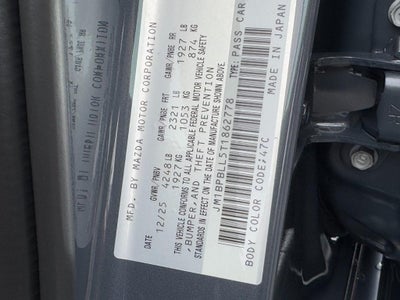 MFD. BY MAZDA MOTOR CORPORATION
DATE GVWR/PNBV GAWR/PNBE FRT GAWR/PNBE RR
12/25 4248 LB 2321 LB 1927 LB
1927 KG 1053 KG 874 KG
THIS VEHICLE CONFORMS TO ALL APPLICABLE FEDERAL MOTOR VEHICLE SAFETY
,BUMPER,AND THEFT PREVENTION
STANDARDS IN EFFECT ON THE DATE OF MANUFACTURE SHOWN ABOVE.
JM1BPBLL5T1862778 TYPE: PASS CAR
BODY COLOR CODE;47C MADE IN JAPAN